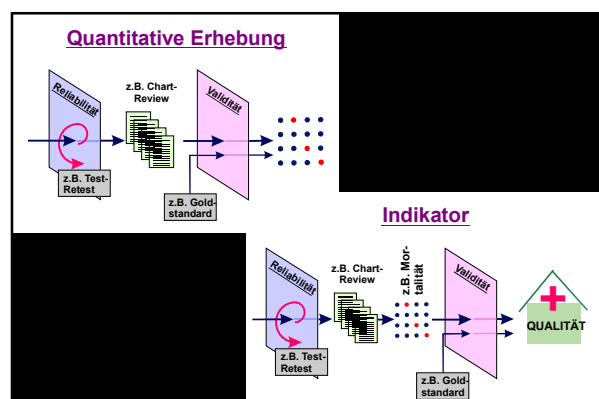 Quantitative Erhebung
Reliabilität
z.B. Chart-
Review
Validität
z.B. Test-
Retest
z.B. Gold-
standard
Indikator
Reliabilität
z.B. Chart-
Review
z.B. Mor-
talität
Validität
QUALITÄT
z.B. Test-
Retest
z.B. Gold-
standard